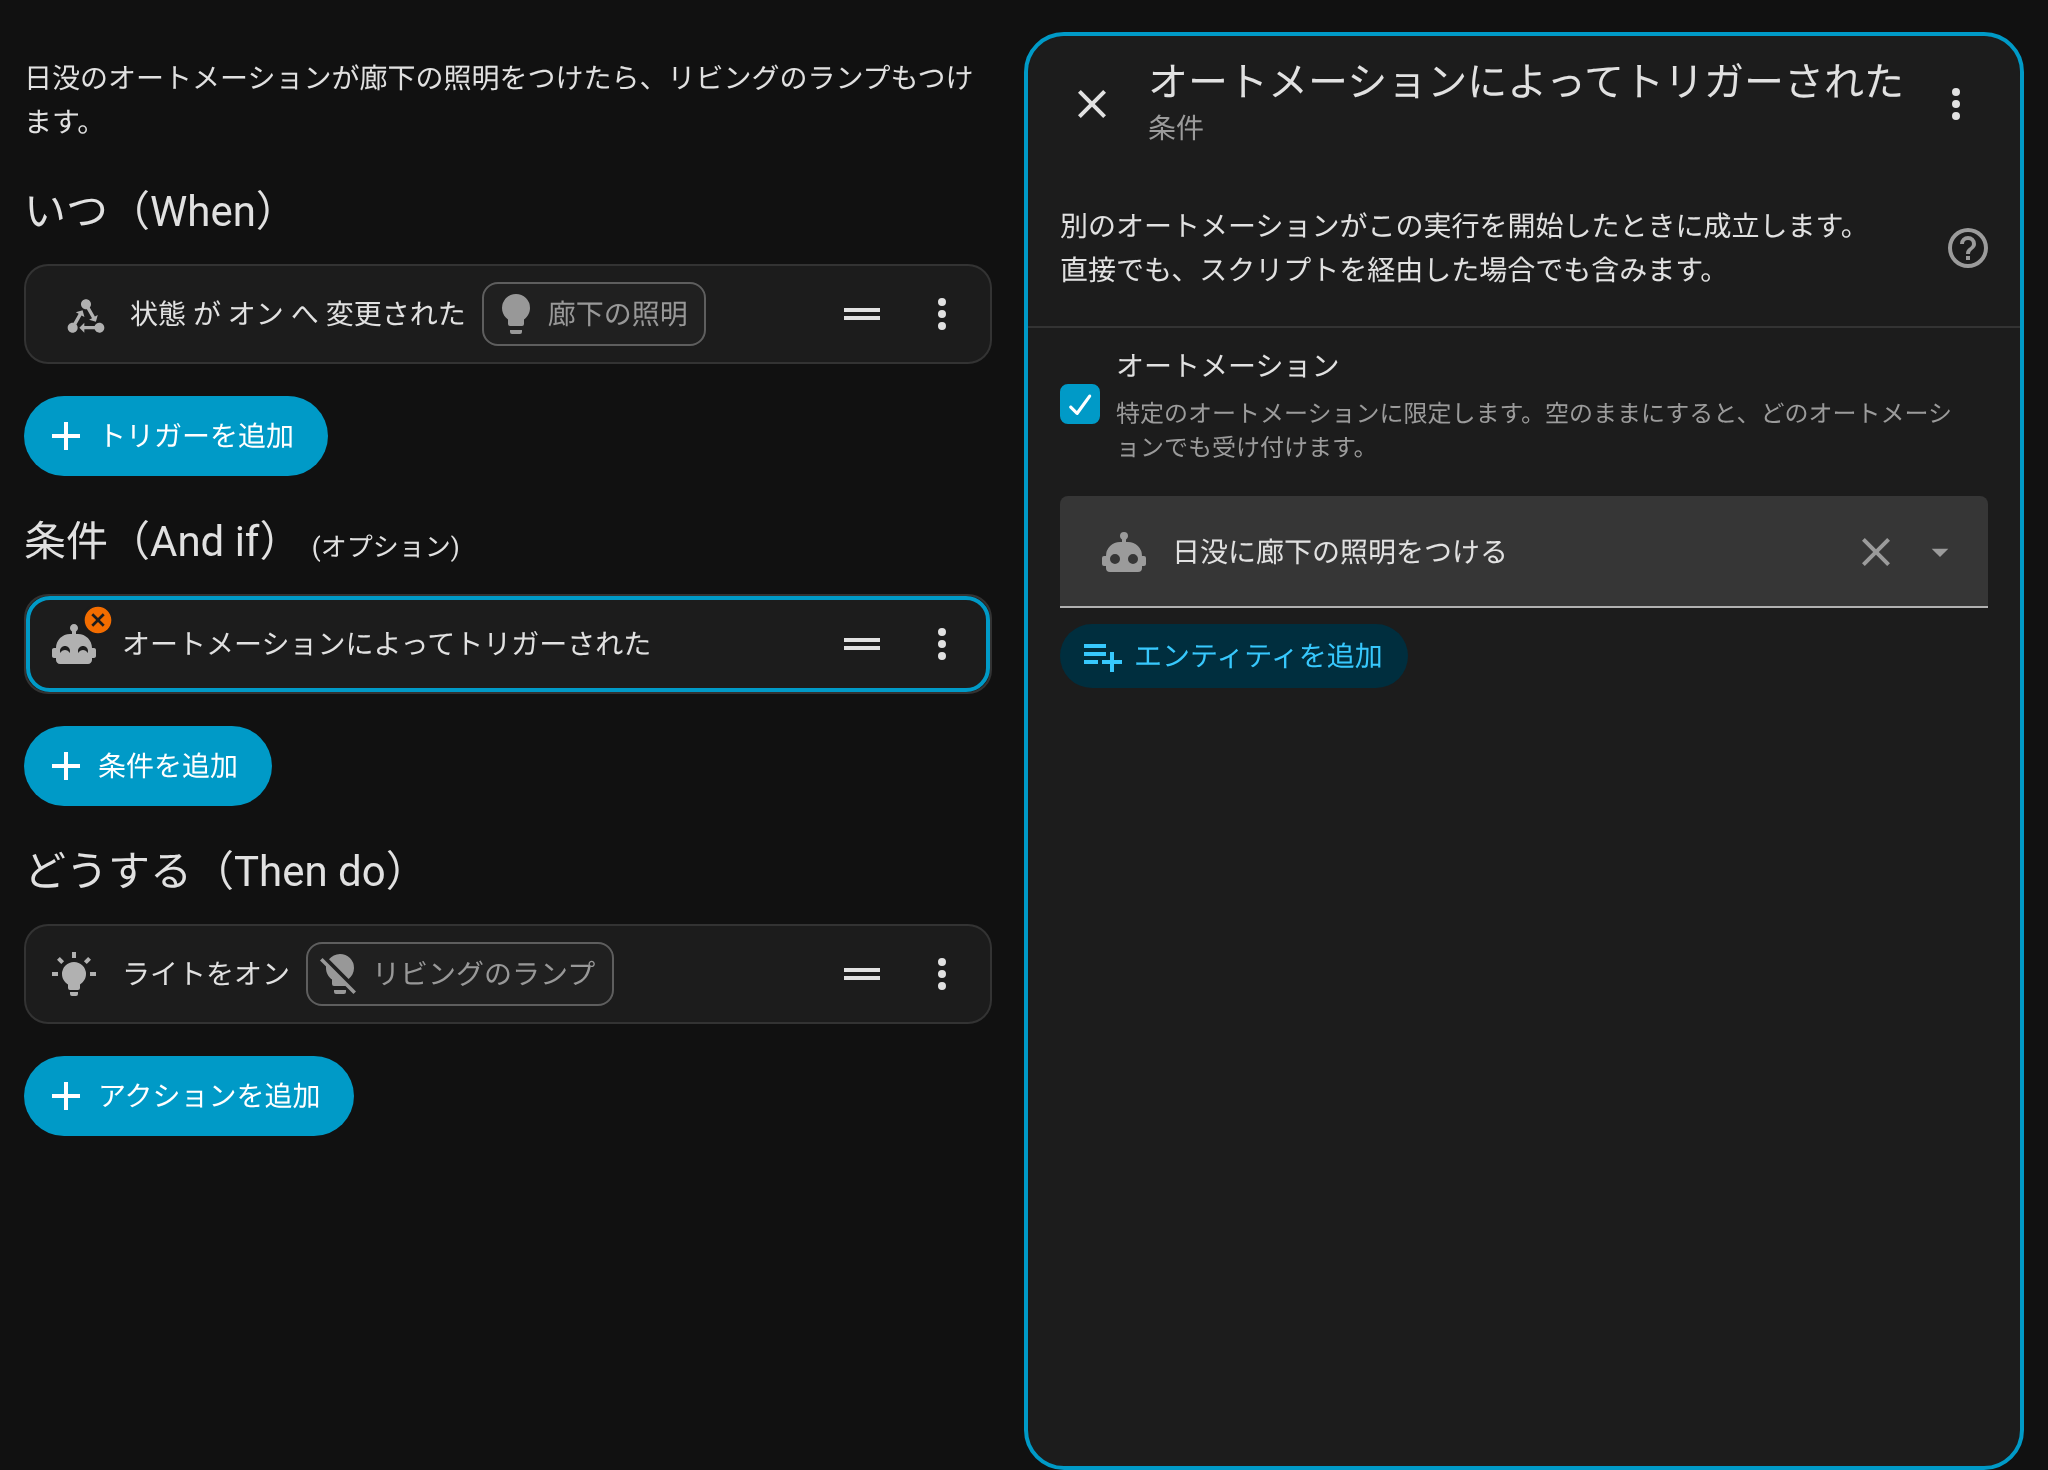 日没のオートメーションが廊下の照明をつけたら、リビングのランプもつけ
ます。
いつ（When）
状態 が オン へ 変更された
廊下の照明
トリガーを追加
条件（And if） (オプション)
オートメーションによってトリガーされた
条件を追加
どうする（Then do）
ライトをオン
リビングのランプ
アクションを追加
オートメーションによってトリガーされた
条件
別のオートメーションがこの実行を開始したときに成立します。
直接でも、スクリプトを経由した場合でも含みます。
オートメーション
特定のオートメーションに限定します。空のままにすると、どのオートメーシ
ョンでも受け付けます。
日没に廊下の照明をつける
エンティティを追加